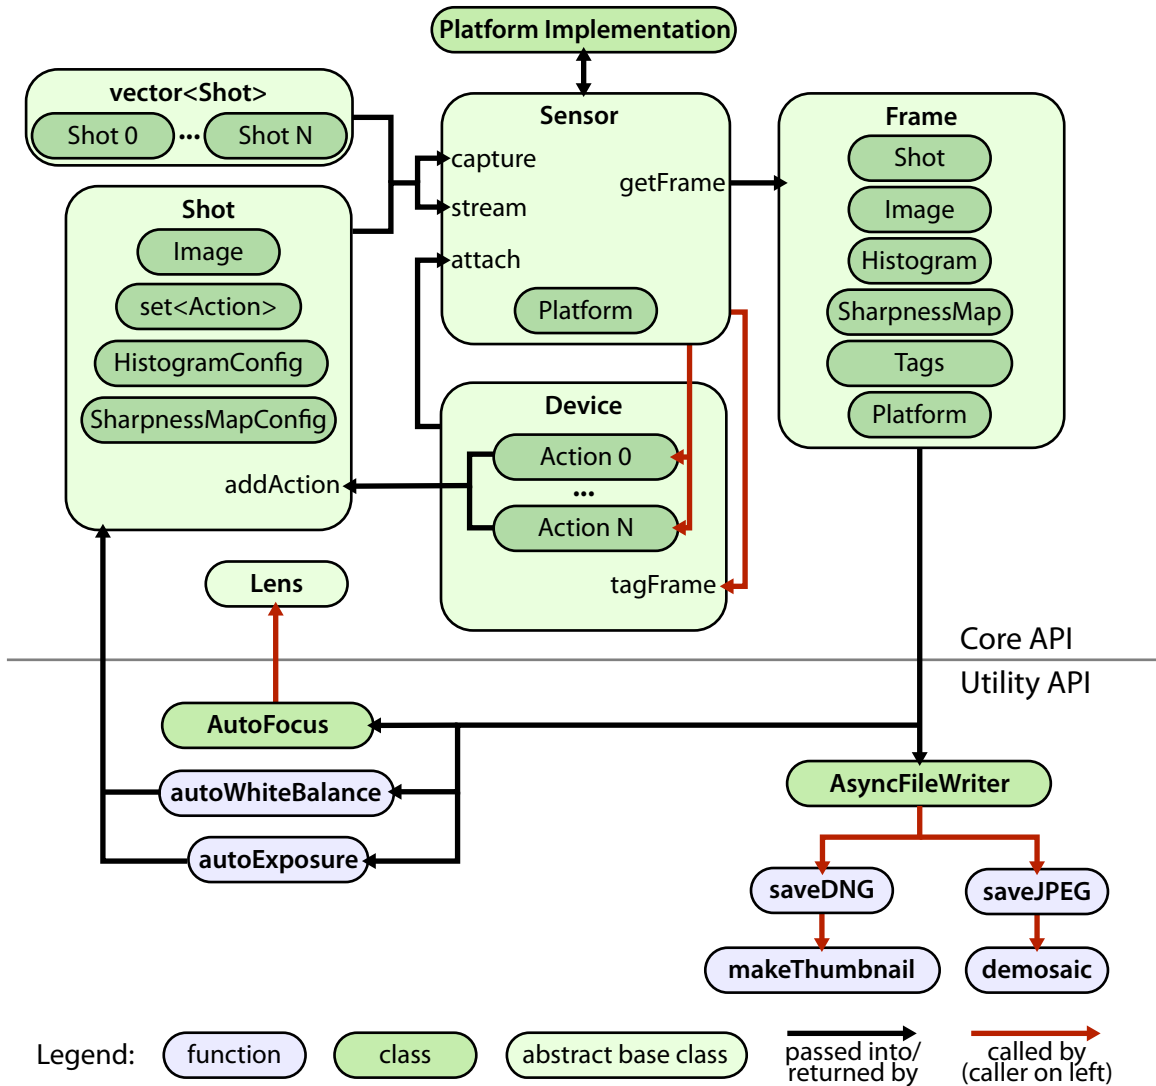 Platform Implementation
vector<Shot>
Shot 0 ... Shot N
Shot
Image
set<Action>
HistogramConfig
SharpnessMapConfig
addAction
Sensor
capture
getFrame
stream
attach
Platform
Frame
Shot
Image
Histogram
SharpnessMap
Tags
Platform
Device
Action 0
...
Action N
tagFrame
Lens
Core API
Utility API
AutoFocus
autoWhiteBalance
autoExposure
AsyncFileWriter
saveDNG
saveJPEG
makeThumbnail
demosaic
Legend:
function
class
abstract base class
passed into/
returned by
called by
(caller on left)